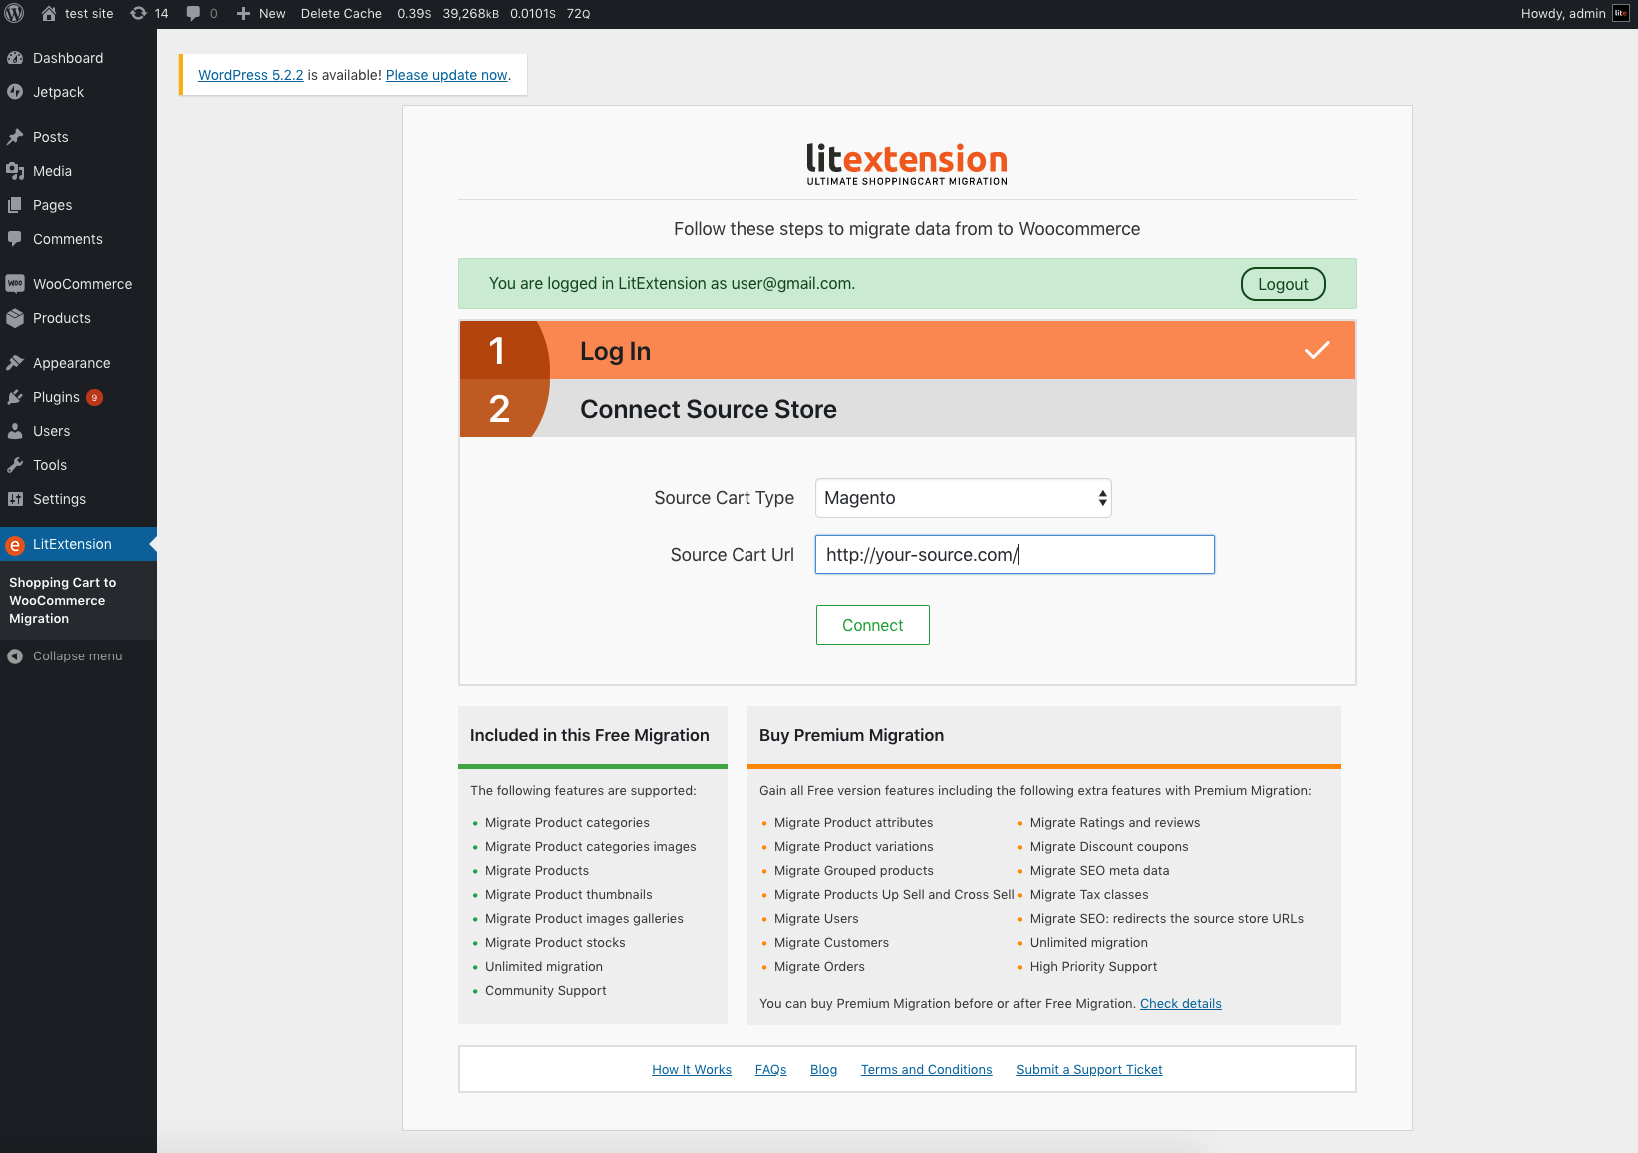 test site 14 0 New Delete Cache 0.39S 39,268KB 0.0101S 72Q
Howdy, admin
Dashboard
Jetpack
Posts
Media
Pages
Comments
WooCommerce
Products
Appearance
Plugins 9
Users
Tools
Settings
LitExtension
Shopping Cart to
WooCommerce
Migration
Collapse menu
WordPress 5.2.2 is available! Please update now.
litextension
ULTIMATE SHOPPINGCART MIGRATION
Follow these steps to migrate data from to Woocommerce
You are logged in LitExtension as user@gmail.com.
Logout
1 Log In
2 Connect Source Store
Source Cart Type Magento
Source Cart Url http://your-source.com/
Connect
Included in this Free Migration
The following features are supported:
Migrate Product categories
Migrate Product categories images
Migrate Products
Migrate Product thumbnails
Migrate Product images galleries
Migrate Product stocks
Unlimited migration
Community Support
Buy Premium Migration
Gain all Free version features including the following extra features with Premium Migration:
Migrate Product attributes
Migrate Product variations
Migrate Grouped products
Migrate Products Up Sell and Cross Sell
Migrate Users
Migrate Customers
Migrate Orders
Migrate Ratings and reviews
Migrate Discount coupons
Migrate SEO meta data
Migrate Tax classes
Migrate SEO: redirects the source store URLs
Unlimited migration
High Priority Support
You can buy Premium Migration before or after Free Migration. Check details
How It Works FAQs Blog Terms and Conditions Submit a Support Ticket